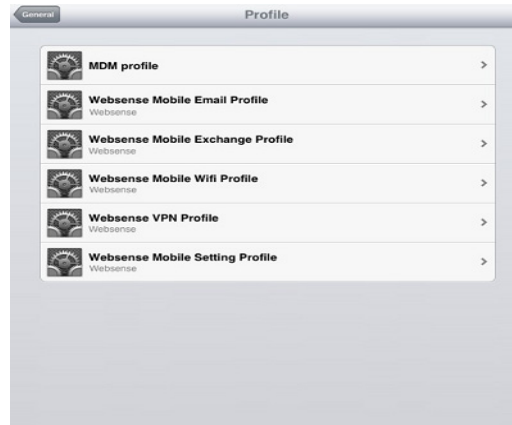 General
Profile
MDM profile
Websense Mobile Email Profile
Websense
Websense Mobile Exchange Profile
Websense
Websense Mobile Wifi Profile
Websense
Websense VPN Profile
Websense
Websense Mobile Setting Profile
Websense